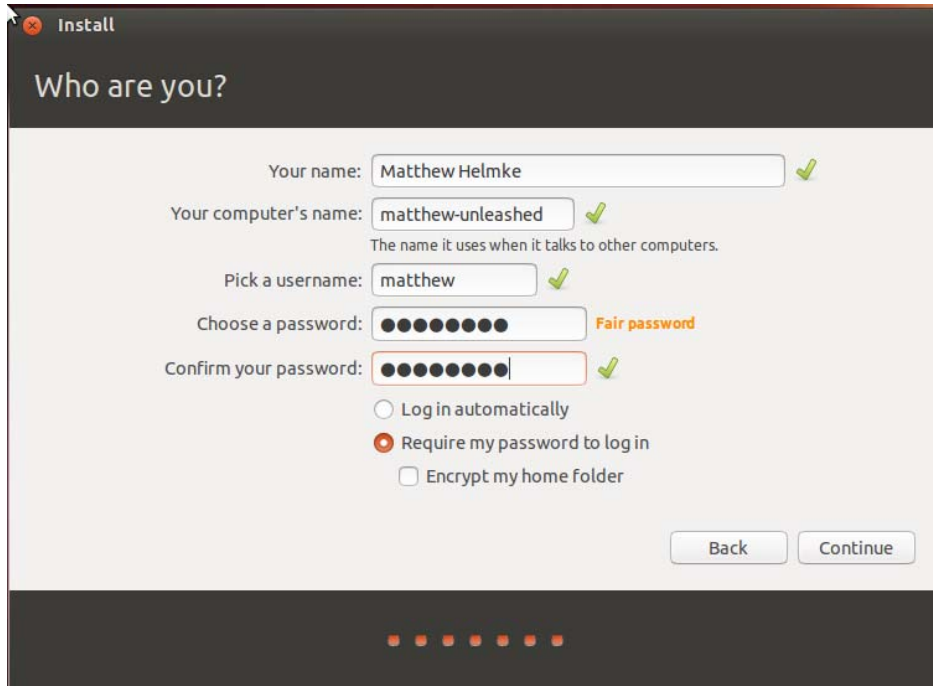 Install
Who are you?
Your name: Matthew Helmke
Your computer's name: matthew-unleashed
The name it uses when it talks to other computers.
Pick a username: matthew
Choose a password: ●●●●●●●● Fair password
Confirm your password: ●●●●●●●●
Log in automatically
Require my password to log in
Encrypt my home folder
Back Continue